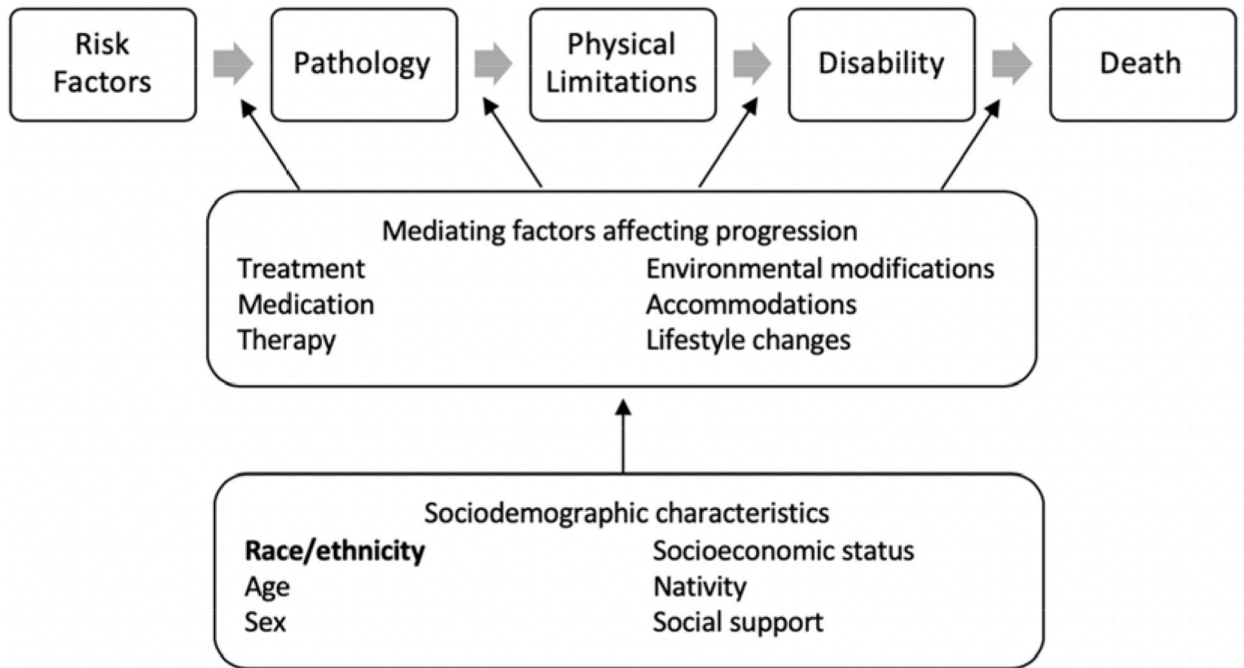 Risk
Factors
Pathology
Physical
Limitations
Disability
Death
Mediating factors affecting progression
Treatment
Medication
Therapy
Environmental modifications
Accommodations
Lifestyle changes
Sociodemographic characteristics
Race/ethnicity
Age
Sex
Socioeconomic status
Nativity
Social support